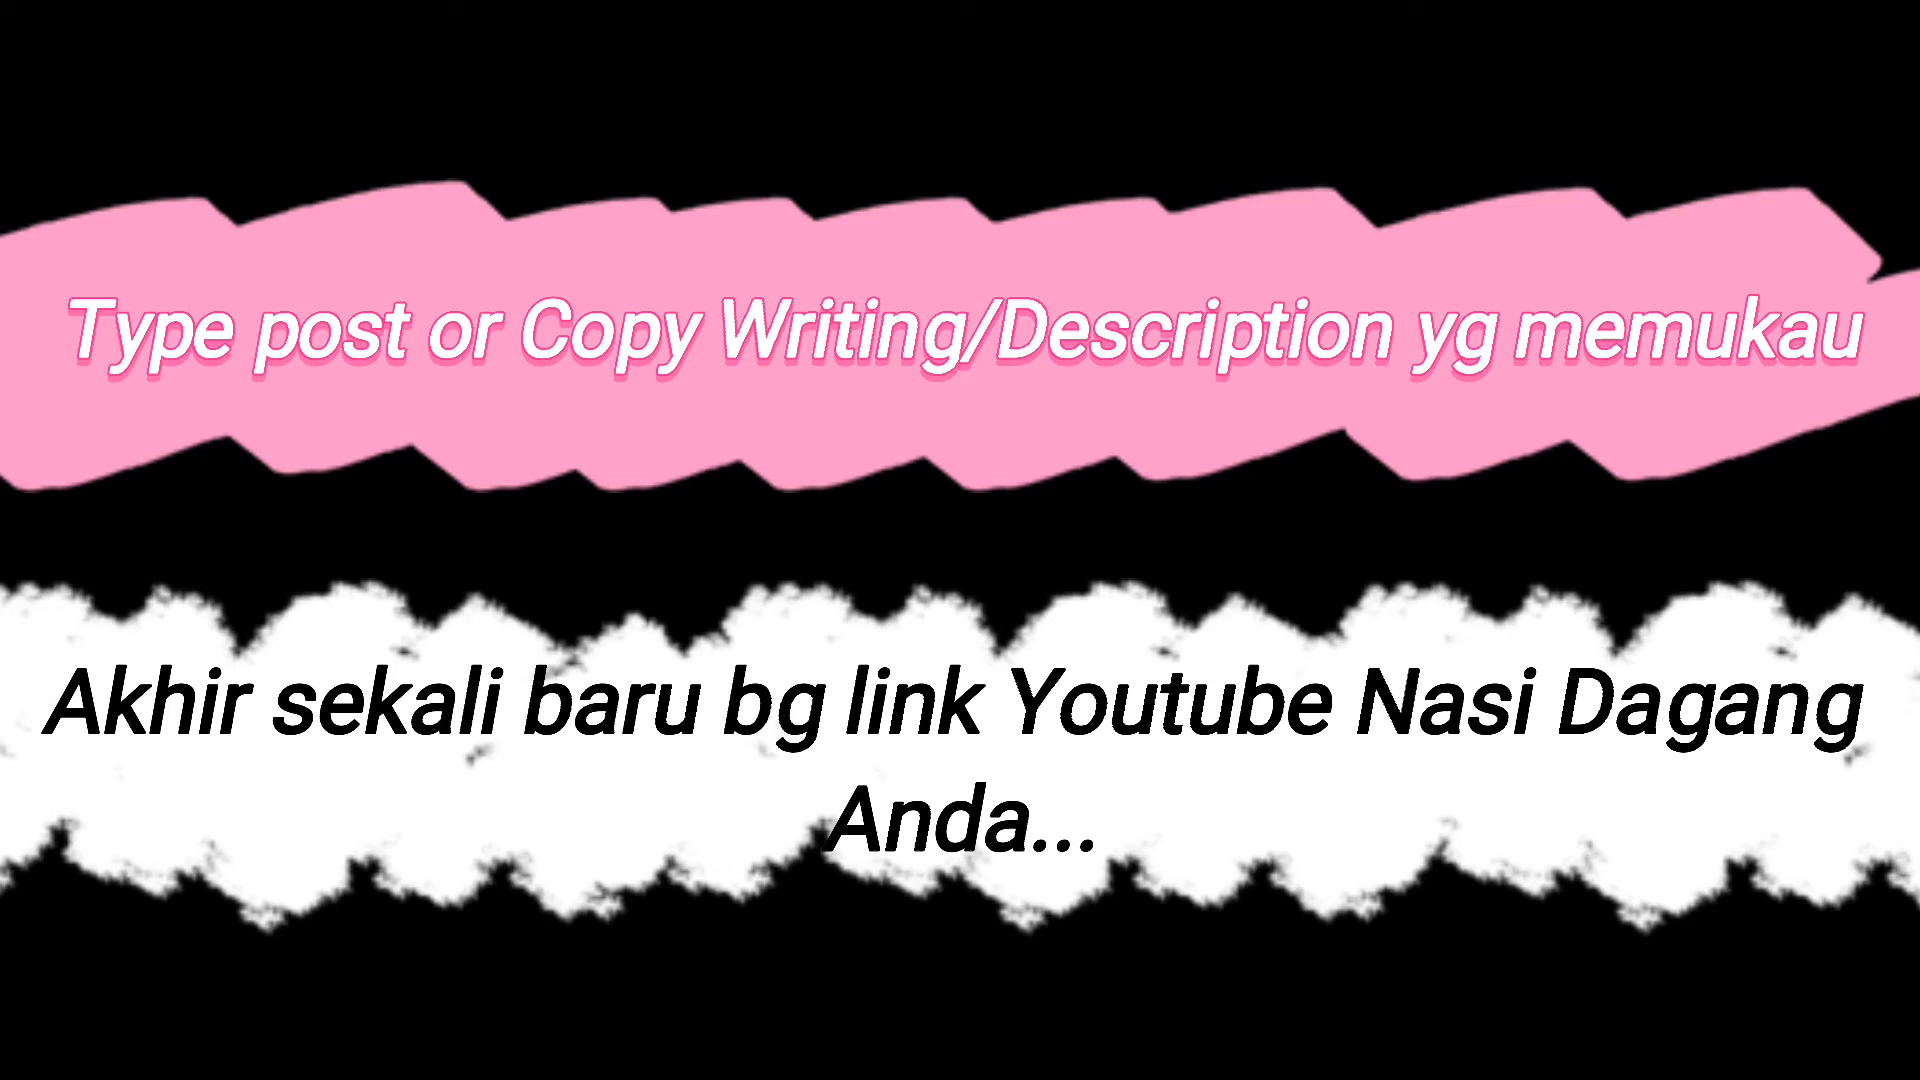 Type post or Copy Writing/Description yg memukau
Akhir sekali baru bg link Youtube Nasi Dagang
Anda...